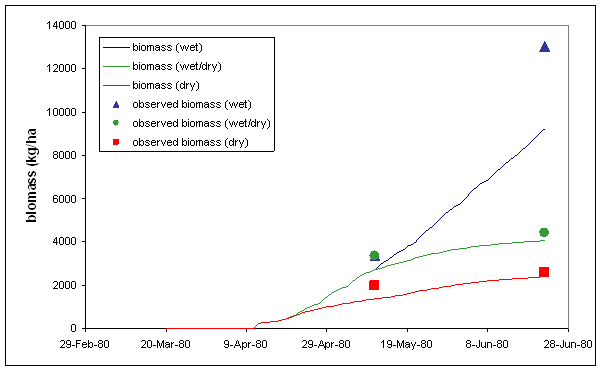 14000
12000
10000
8000
6000
4000
2000
0
biomass (kg/ha
biomass (wet)
biomass (wet/dry)
biomass (dry)
observed biomass (wet)
observed biomass (wet/dry)
observed biomass (dry)
29-Feb-80 20-Mar-80 9-Apr-80 29-Apr-80 19-May-80 8-Jun-80 28-Jun-80